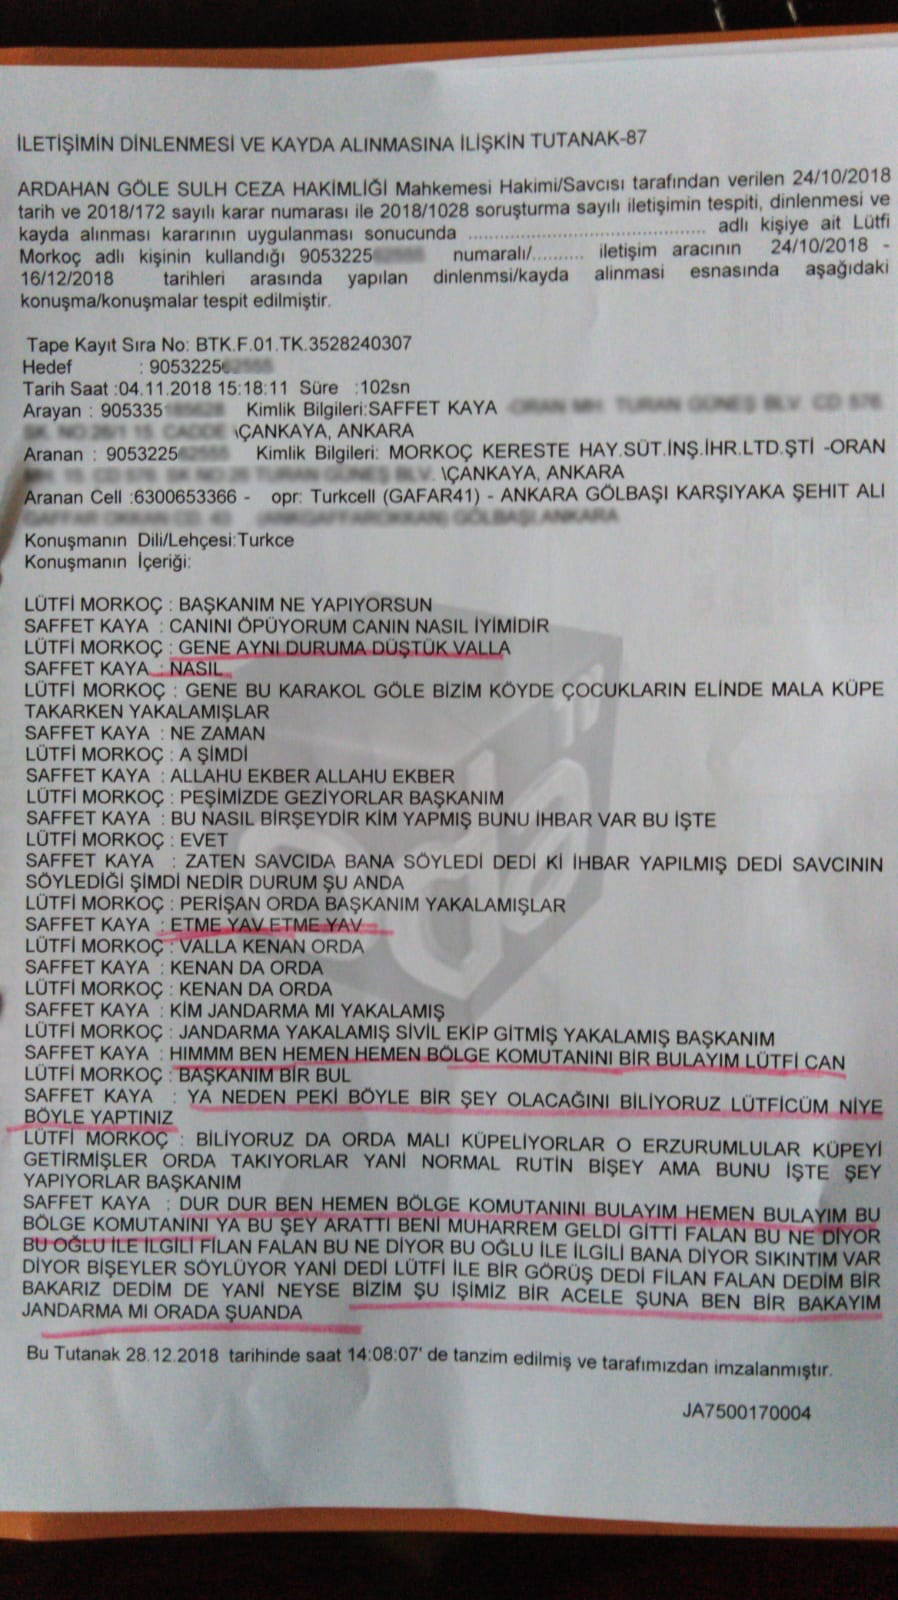 İLETİŞİMİN DİNLENMESİ VE KAYDA ALINMASINA İLİŞKİN TUTANAK-87
ARDAHAN GÖLE SULH CEZA HAKİMLİĞİ Mahkemesi Hakimi/Savcısı tarafından verilen 24/10/2018
tarih ve 2018/172 sayılı karar numarası ile 2018/1028 soruşturma sayılı iletişimin tespiti, dinlenmesi ve
kayda alınması kararının uygulanması sonucunda ...................................... adlı kişiye ait Lütfi
Morkoç adlı kişinin kullandığı 9053225 numaralı/.......... iletişim aracının 24/10/2018 -
16/12/2018 tarihleri arasında yapılan dinlenmsi/kayda alinması esnasında aşağıdaki
konuşma/konuşmalar tespit edilmiştir.
Tape Kayıt Sıra No: BTK.F.01.TK.3528240307
Hedef : 9053225
Tarih Saat :04.11.2018 15:18:11 Süre :102sn
Arayan : 905335 Kimlik Bilgileri:SAFFET KAYA
\ÇANKAYA, ANKARA
Aranan : 9053225 Kimlik Bilgileri: MORKOÇ KERESTE HAY.SÜT.İNŞ.İHR.LTD.ŞTİ -ORAN
\ÇANKAYA, ANKARA
Aranan Cell :6300653366 - opr: Turkcell (GAFAR41) - ANKARA GÖLBAŞI KARŞIYAKA ŞEHIT ALI
Konuşmanın Dili/Lehçesi:Turkce
Konuşmanın İçeriği:
LÜTFİ MORKOÇ : BAŞKANIM NE YAPIYORSUN
SAFFET KAYA : CANINI ÖPÜYORUM CANIN NASIL İYİMİDİR
LÜTFİ MORKOÇ : GENE AYNI DURUMA DÜŞTÜK VALLA
SAFFET KAYA : NASIL
LÜTFİ MORKOÇ : GENE BU KARAKOL GÖLE BİZİM KÖYDE ÇOCUKLARIN ELİNDE MALA KÜPE
TAKARKEN YAKALAMIŞLAR
SAFFET KAYA : NE ZAMAN
LÜTFİ MORKOÇ : A ŞİMDİ
SAFFET KAYA : ALLAHU EKBER ALLAHU EKBER
LÜTFİ MORKOÇ : PEŞİMİZDE GEZİYORLAR BAŞKANIM
SAFFET KAYA : BU NASIL BİRŞEYDİR KİM YAPMIŞ BUNU İHBAR VAR BU İŞTE
LÜTFİ MORKOÇ : EVET
SAFFET KAYA : ZATEN SAVCIDA BANA SÖYLEDİ DEDİ Kİ İHBAR YAPILMIŞ DEDİ SAVCININ
SÖYLEDİĞİ ŞİMDİ NEDİR DURUM ŞU ANDA
LÜTFİ MORKOÇ : PERİŞAN ORDA BAŞKANIM YAKALAMIŞLAR
SAFFET KAYA : ETME YAV ETME YAV
LÜTFİ MORKOÇ : VALLA KENAN ORDA
SAFFET KAYA : KENAN DA ORDA
LÜTFİ MORKOÇ : KENAN DA ORDA
SAFFET KAYA : KİM JANDARMA MI YAKALAMIŞ
LÜTFİ MORKOÇ : JANDARMA YAKALAMIŞ SİVİL EKİP GİTMİŞ YAKALAMIŞ BAŞKANIM
SAFFET KAYA : HIMMM BEN HEMEN HEMEN BÖLGE KOMUTANINI BİR BULAYIM LÜTFİ CAN
LÜTFİ MORKOÇ : BAŞKANIM BİR BUL
SAFFET KAYA : YA NEDEN PEKİ BÖYLE BİR ŞEY OLACAĞINI BİLİYORUZ LÜTFİCÜM NİYE
BÖYLE YAPTINIZ
LÜTFİ MORKOÇ : BİLİYORUZ DA ORDA MALI KÜPELİYORLAR O ERZURUMLULAR KÜPEYİ
GETİRMİŞLER ORDA TAKIYORLAR YANİ NORMAL RUTİN BİŞEY AMA BUNU İŞTE ŞEY
YAPIYORLAR BAŞKANIM
SAFFET KAYA : DUR DUR BEN HEMEN BÖLGE KOMUTANINI BULAYIM HEMEN BULAYIM BU
BÖLGE KOMUTANINI YA BU ŞEY ARATTI BENİ MUHARREM GELDİ GİTTİ FALAN BU NE DİYOR
BU OĞLU İLE İLGİLİ FİLAN FALAN BU NE DİYOR BU OĞLU İLE İLGİLİ BANA DİYOR SIKINTIM VAR
DİYOR BİŞEYLER SÖYLÜYOR YANİ DEDİ LÜTFİ İLE BİR GÖRÜŞ DEDİ FİLAN FALAN DEDİM BİR
BAKARIZ DEDİM DE YANİ NEYSE BİZİM ŞU İŞİMİZ BİR ACELE ŞUNA BEN BİR BAKAYIM
JANDARMA MI ORADA ŞUANDA
Bu Tutanak 28.12.2018 tarihinde saat 14:08:07' de tanzim edilmiş ve tarafımızdan imzalanmıştır.
JA7500170004